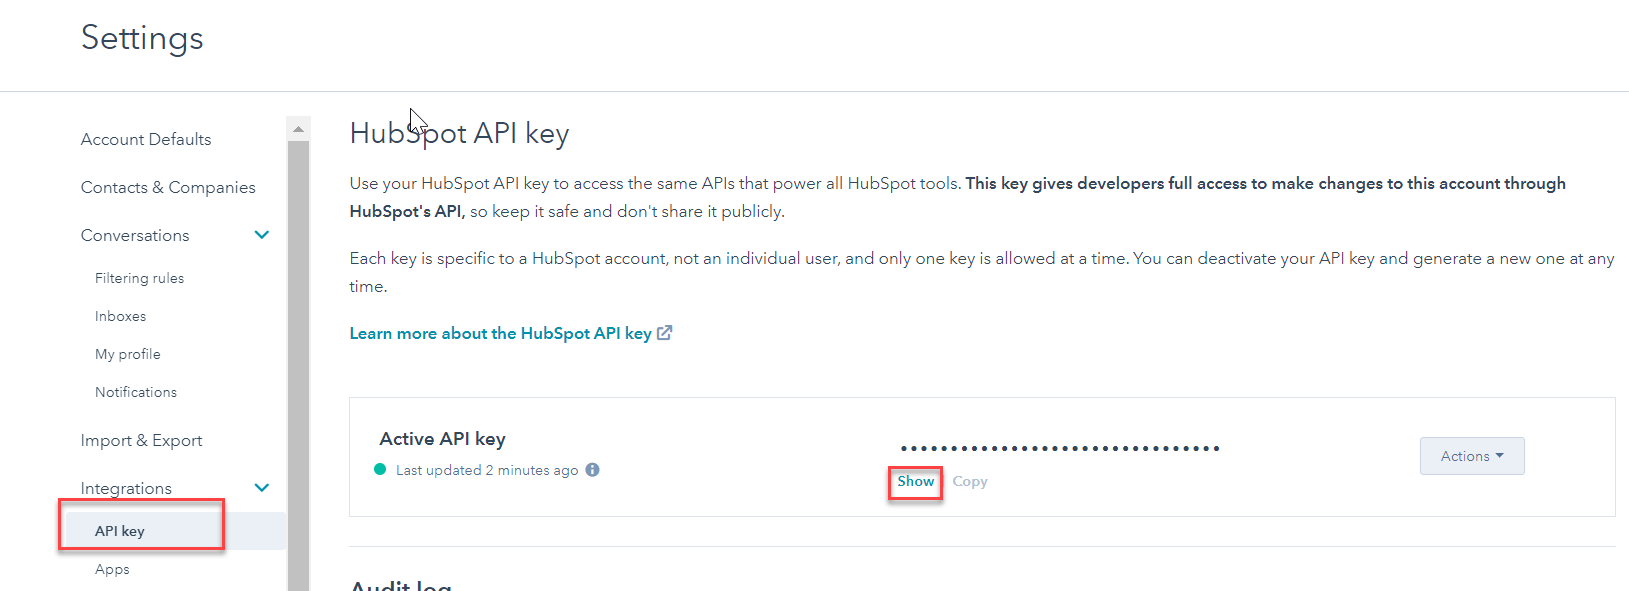 Settings
Account Defaults
Contacts & Companies
Conversations
Filtering rules
Inboxes
My profile
Notifications
Import & Export
Integrations
API key
Apps
HubSpot API key
Use your HubSpot API key to access the same APIs that power all HubSpot tools. This key gives developers full access to make changes to this account through
HubSpot's API, so keep it safe and don't share it publicly.
Each key is specific to a HubSpot account, not an individual user, and only one key is allowed at a time. You can deactivate your API key and generate a new one at any
time.
Learn more about the HubSpot API key
Active API key
Last updated 2 minutes ago
••••••••••••••••••••••••••••••••
Show Copy
Actions
Audit log